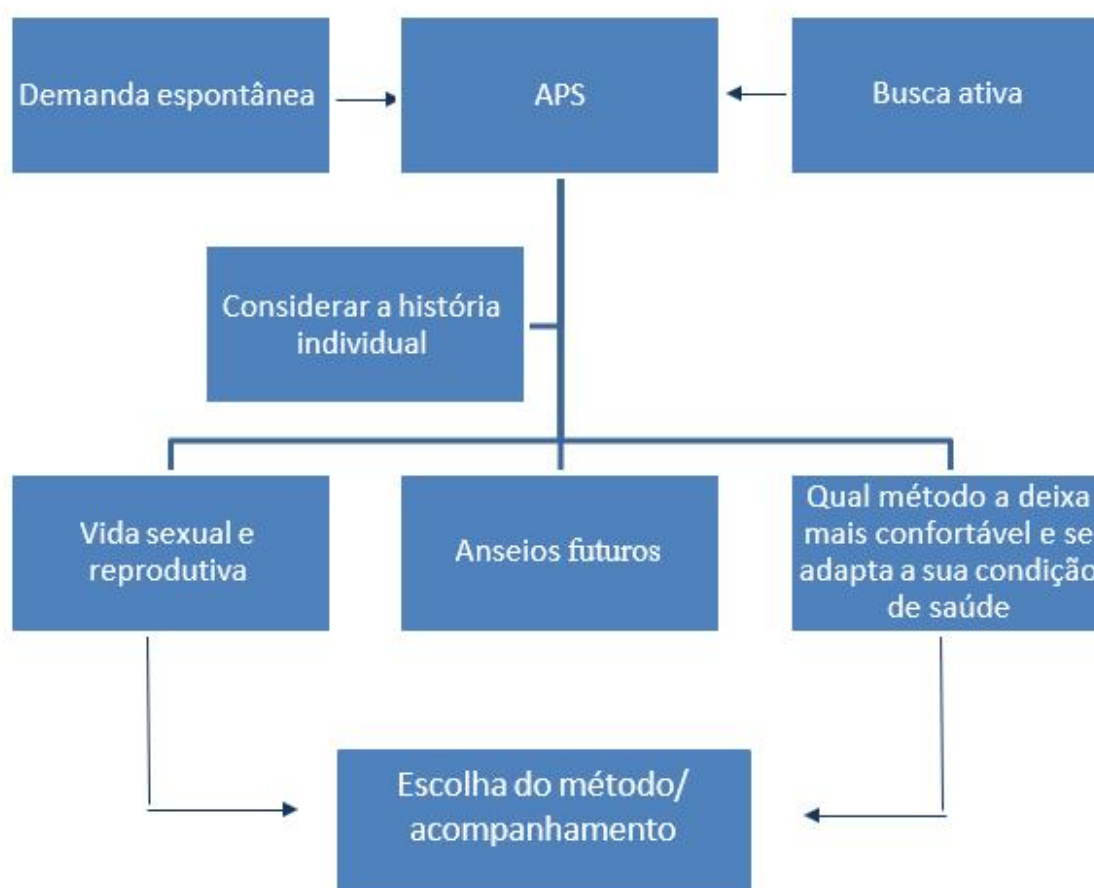 Demanda espontânea
APS
Busca ativa
Considerar a história
individual
Vida sexual e
reprodutiva
Anseios futuros
Qual método a deixa
mais confortável e se
adapta a sua condição
de saúde
Escolha do método/
acompanhamento